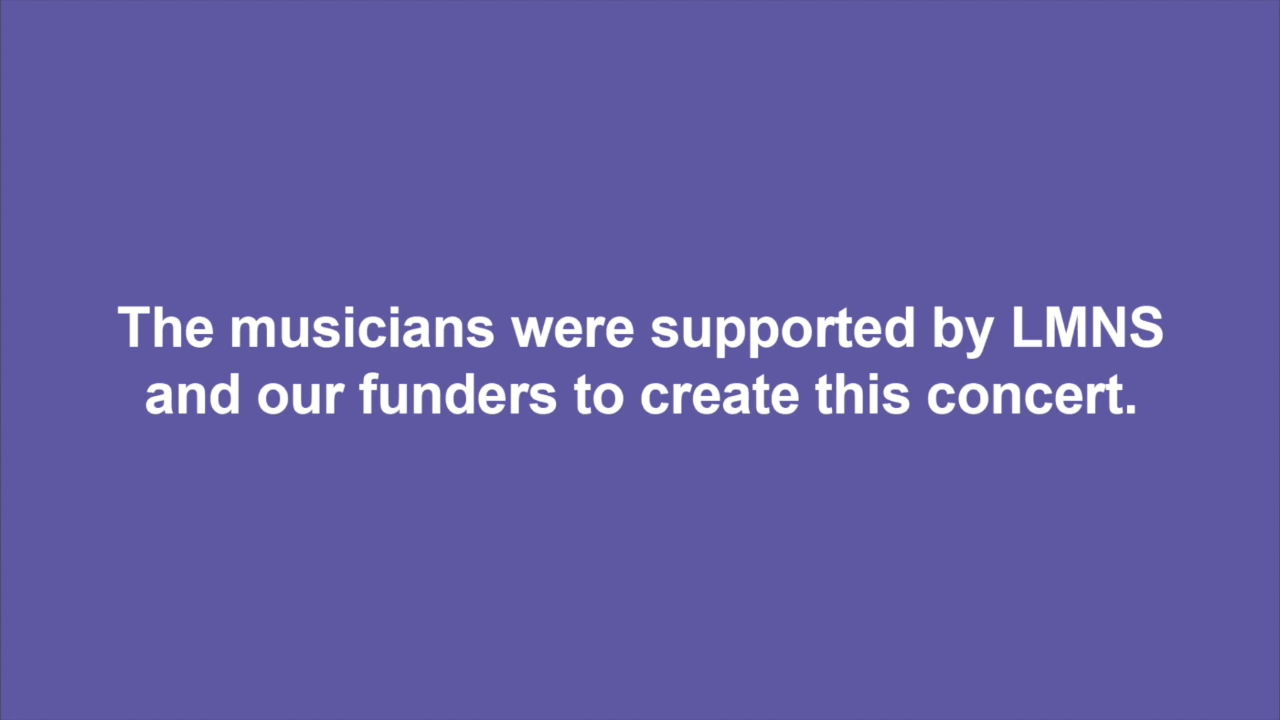 The musicians were supported by LMNS
and our funders to create this concert.